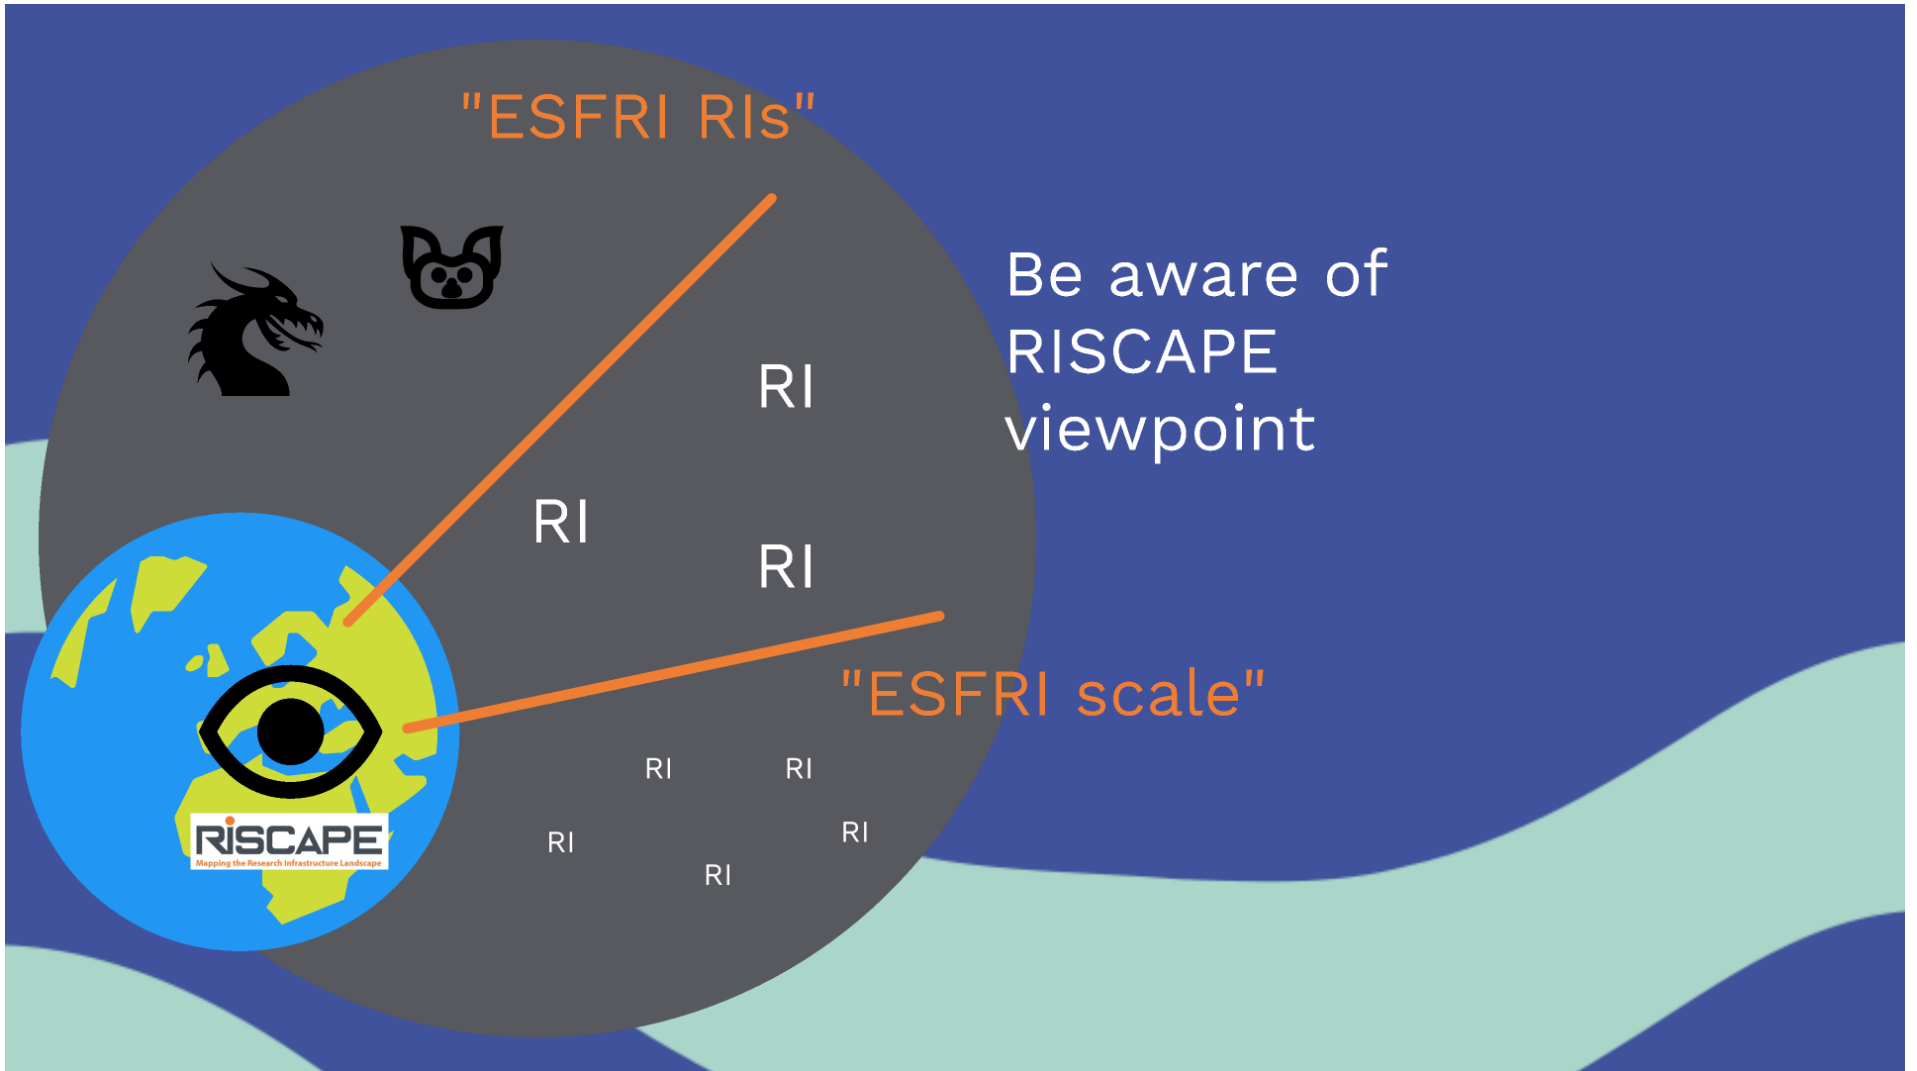 "ESFRI RIs"
Be aware of
RISCAPE
viewpoint
RI
RI
RI
"ESFRI scale"
RI
RI
RI
RI
RI
RISCAPE
Mapping the Research Infrastructure Landscape